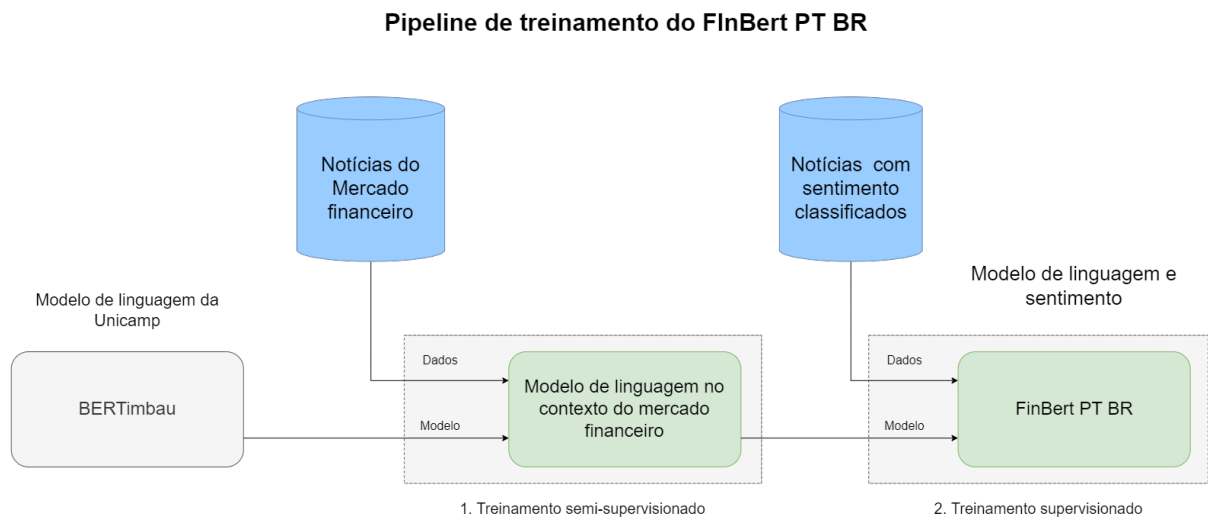 Pipeline de treinamento do FInBert PT BR
Notícias do
Mercado
financeiro
Notícias com
sentimento
classificados
Modelo de linguagem da
Unicamp
Modelo de linguagem e
sentimento
BERTimbau
Dados
Modelo
Modelo de linguagem no
contexto do mercado
financeiro
Dados
Modelo
FinBert PT BR
1. Treinamento semi-supervisionado
2. Treinamento supervisionado